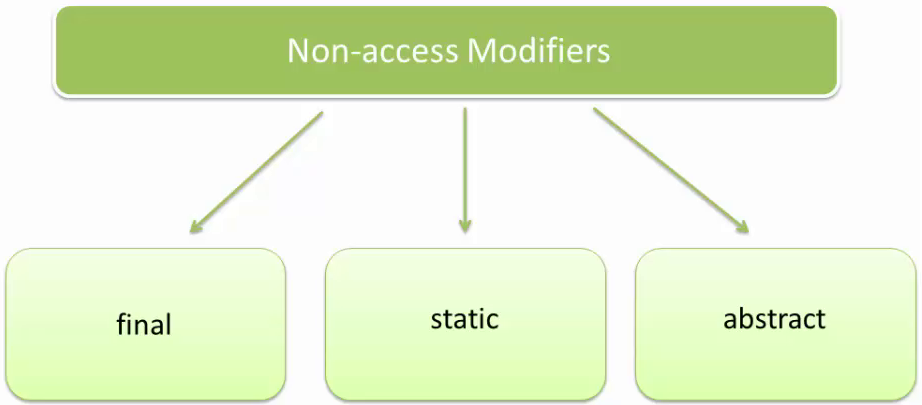 Non-access Modifiers
final
static
abstract